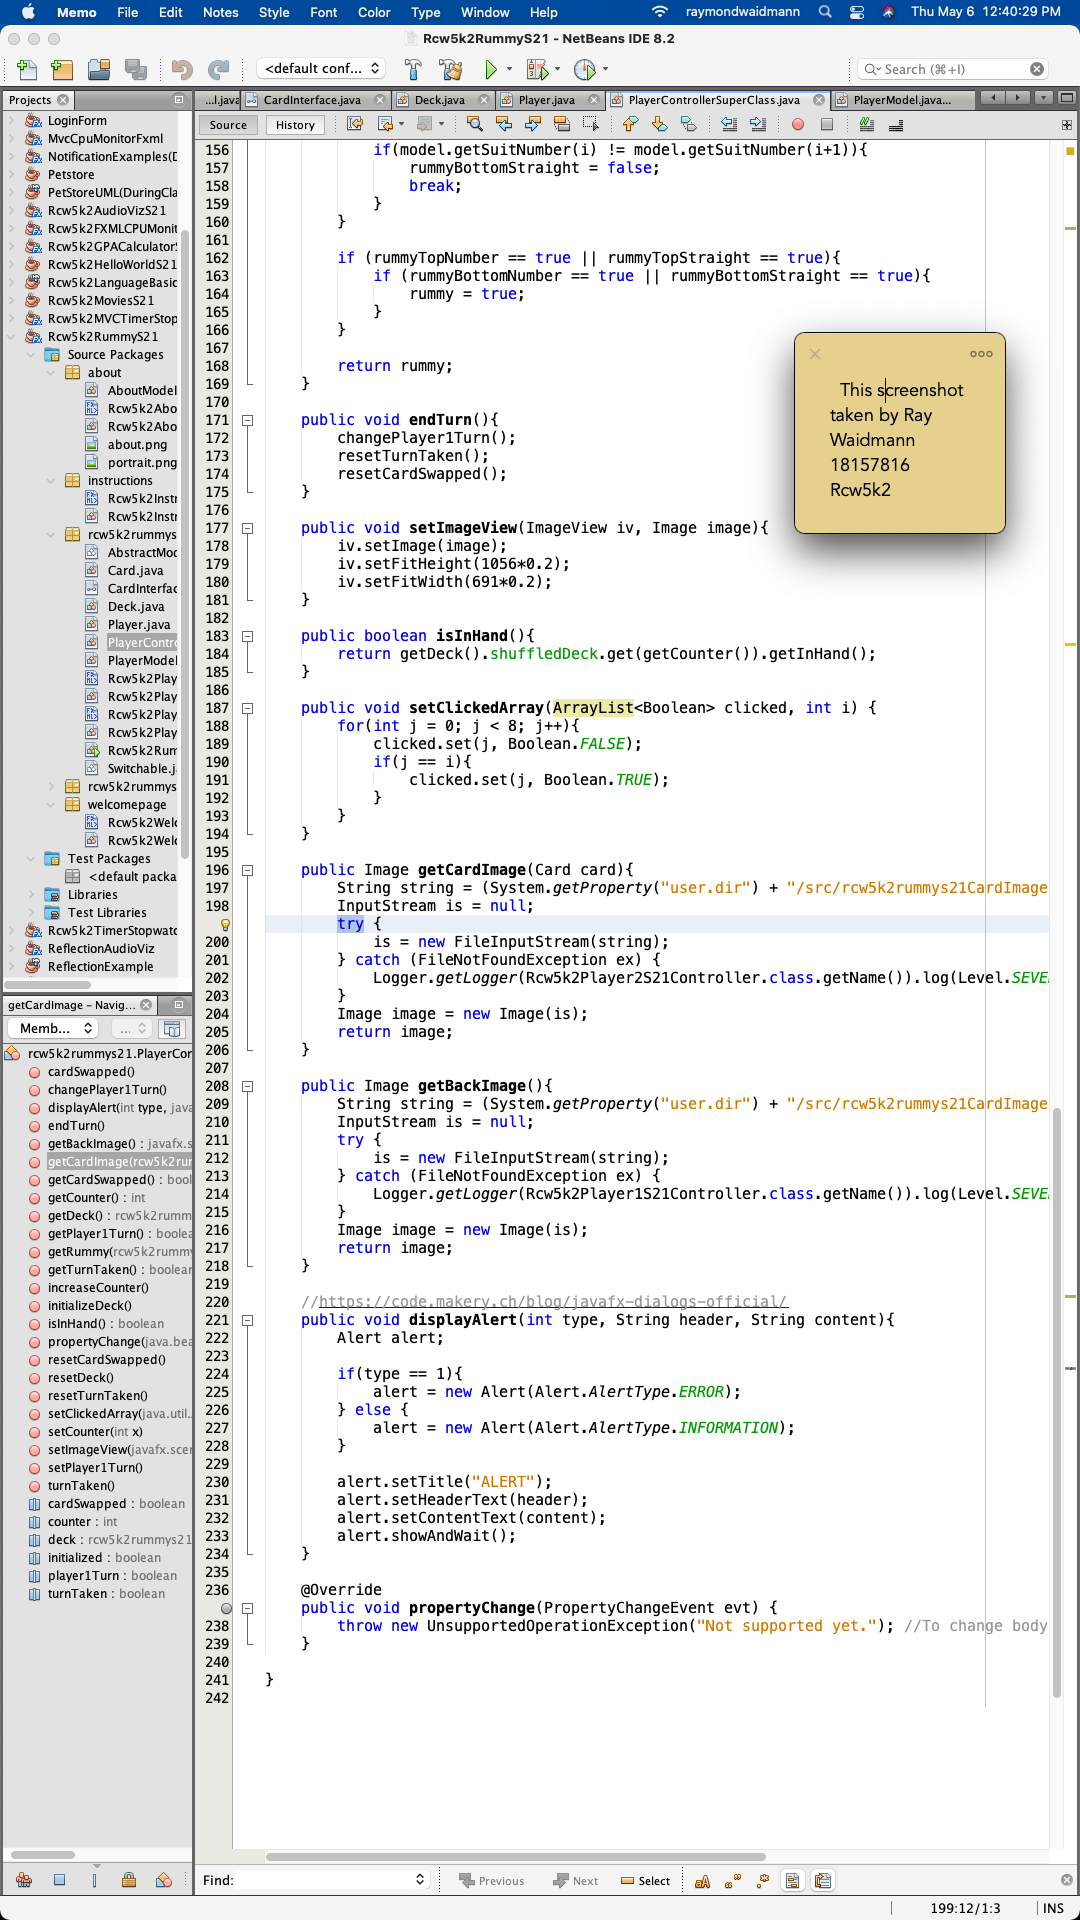 Memo File Edit Notes Style Font Color Type Window Help raymondwaidmann Thu May 6 12:40:29 PM
Rcw5k2RummyS21 - NetBeans IDE 8.2
<default conf... Search (⌘+I)
Projects ...l.java CardInterface.java Deck.java Player.java PlayerControllerSuperClass.java PlayerModel.java...
Source History
LoginForm
MvcCpuMonitorFxml
NotificationExamples(D
Petstore
PetStoreUML(DuringCla
Rcw5k2AudioVizS21
Rcw5k2FXMLCPUMonit
Rcw5k2GPACalculatorS
Rcw5k2HelloWorldS21
Rcw5k2LanguageBasic
Rcw5k2MoviesS21
Rcw5k2MVCTimerStop
Rcw5k2RummyS21
Source Packages
about
AboutModel
Rcw5k2Abo
Rcw5k2Abo
about.png
portrait.png
instructions
Rcw5k2Instr
Rcw5k2Instr
rcw5k2rummys
AbstractMod
Card.java
CardInterfac
Deck.java
Player.java
PlayerContro
PlayerModel
Rcw5k2Play
Rcw5k2Play
Rcw5k2Play
Rcw5k2Play
Rcw5k2Rum
Switchable.j
rcw5k2rummys
welcomepage
Rcw5k2Welc
Rcw5k2Welc
Test Packages
<default packa
Libraries
Test Libraries
Rcw5k2TimerStopwatc
ReflectionAudioViz
ReflectionExample
getCardImage - Navig...
Memb... ...
rcw5k2rummys21.PlayerCor
cardSwapped()
changePlayer1Turn()
displayAlert(int type, java
endTurn()
getBackImage() : javafx.s
getCardImage(rcw5k2rur
getCardSwapped() : bool
getCounter() : int
getDeck() : rcw5k2rumm
getPlayer1Turn() : boolea
getRummy(rcw5k2rummy
getTurnTaken() : boolear
increaseCounter()
initializeDeck()
isInHand() : boolean
propertyChange(java.bea
resetCardSwapped()
resetDeck()
resetTurnTaken()
setClickedArray(java.util..
setCounter(int x)
setImageView(javafx.scer
setPlayer1Turn()
turnTaken()
cardSwapped : boolean
counter : int
deck : rcw5k2rummys21
initialized : boolean
player1Turn : boolean
turnTaken : boolean
156 if(model.getSuitNumber(i) != model.getSuitNumber(i+1)){
157 rummyBottomStraight = false;
158 break;
159 }
160 }
161
162 if (rummyTopNumber == true || rummyTopStraight == true){
163 if (rummyBottomNumber == true || rummyBottomStraight == true){
164 rummy = true;
165 }
166 }
167
168 return rummy;
169 }
170
171 public void endTurn(){
172 changePlayer1Turn();
173 resetTurnTaken();
174 resetCardSwapped();
175 }
176
177 public void setImageView(ImageView iv, Image image){
178 iv.setImage(image);
179 iv.setFitHeight(1056*0.2);
180 iv.setFitWidth(691*0.2);
181 }
182
183 public boolean isInHand(){
184 return getDeck().shuffledDeck.get(getCounter()).getInHand();
185 }
186
187 public void setClickedArray(ArrayList<Boolean> clicked, int i) {
188 for(int j = 0; j < 8; j++){
189 clicked.set(j, Boolean.FALSE);
190 if(j == i){
191 clicked.set(j, Boolean.TRUE);
192 }
193 }
194 }
195
196 public Image getCardImage(Card card){
197 String string = (System.getProperty("user.dir") + "/src/rcw5k2rummys21CardImage
198 InputStream is = null;
try {
200 is = new FileInputStream(string);
201 } catch (FileNotFoundException ex) {
202 Logger.getLogger(Rcw5k2Player2S21Controller.class.getName()).log(Level.SEVE
203 }
204 Image image = new Image(is);
205 return image;
206 }
207
208 public Image getBackImage(){
209 String string = (System.getProperty("user.dir") + "/src/rcw5k2rummys21CardImage
210 InputStream is = null;
211 try {
212 is = new FileInputStream(string);
213 } catch (FileNotFoundException ex) {
214 Logger.getLogger(Rcw5k2Player1S21Controller.class.getName()).log(Level.SEVE
215 }
216 Image image = new Image(is);
217 return image;
218 }
219
220 //https://code.makery.ch/blog/javafx-dialogs-official/
221 public void displayAlert(int type, String header, String content){
222 Alert alert;
223
224 if(type == 1){
225 alert = new Alert(Alert.AlertType.ERROR);
226 } else {
227 alert = new Alert(Alert.AlertType.INFORMATION);
228 }
229
230 alert.setTitle("ALERT");
231 alert.setHeaderText(header);
232 alert.setContentText(content);
233 alert.showAndWait();
234 }
235
236 @Override
public void propertyChange(PropertyChangeEvent evt) {
238 throw new UnsupportedOperationException("Not supported yet."); //To change body
239 }
240
241 }
242
This screenshot
taken by Ray
Waidmann
18157816
Rcw5k2
Find: Previous Next Select
199:12/1:3 INS